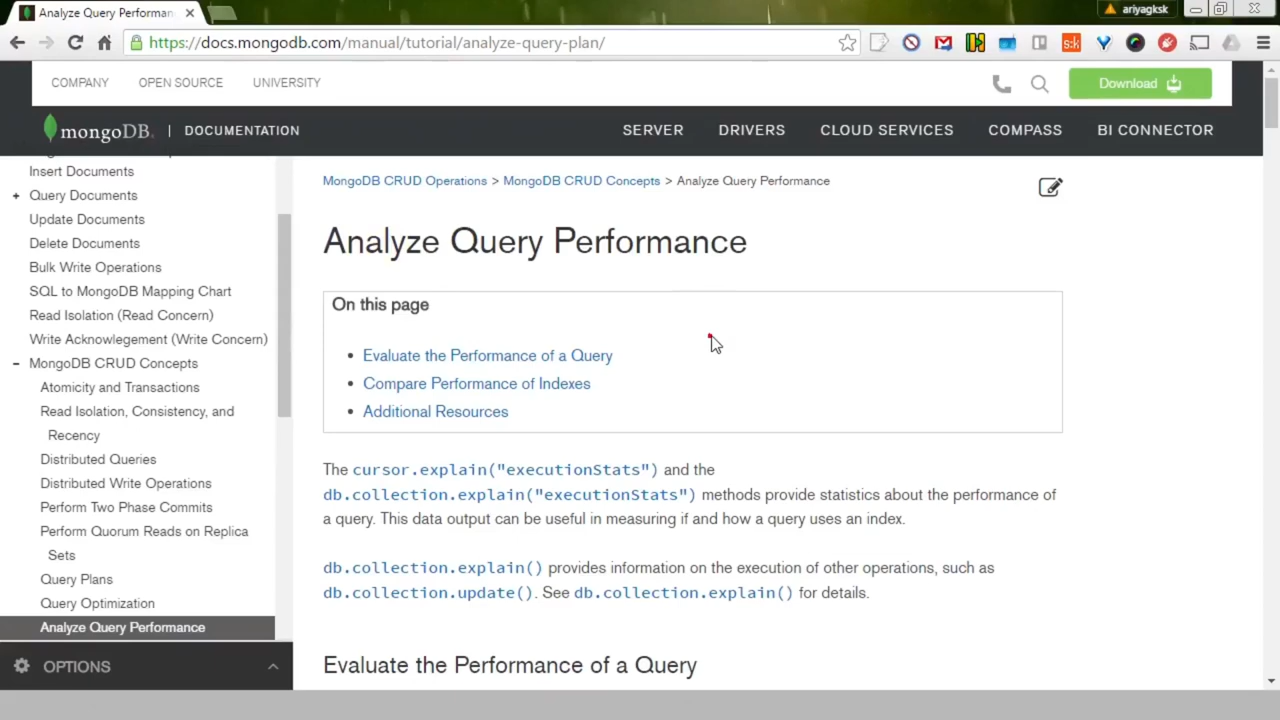 Analyze Query Performan
ariyagksk
https://docs.mongodb.com/manual/tutorial/analyze-query-plan/
COMPANY OPEN SOURCE UNIVERSITY
Download
mongoDB. | DOCUMENTATION
SERVER DRIVERS CLOUD SERVICES COMPASS BI CONNECTOR
Insert Documents
+ Query Documents
Update Documents
Delete Documents
Bulk Write Operations
SQL to MongoDB Mapping Chart
Read Isolation (Read Concern)
Write Acknowlegement (Write Concern)
- MongoDB CRUD Concepts
Atomicity and Transactions
Read Isolation, Consistency, and
Recency
Distributed Queries
Distributed Write Operations
Perform Two Phase Commits
Perform Quorum Reads on Replica
Sets
Query Plans
Query Optimization
Analyze Query Performance
OPTIONS
MongoDB CRUD Operations > MongoDB CRUD Concepts > Analyze Query Performance
Analyze Query Performance
On this page
• Evaluate the Performance of a Query
• Compare Performance of Indexes
• Additional Resources
The cursor.explain("executionStats") and the
db.collection.explain("executionStats") methods provide statistics about the performance of
a query. This data output can be useful in measuring if and how a query uses an index.
db.collection.explain() provides information on the execution of other operations, such as
db.collection.update(). See db.collection.explain() for details.
Evaluate the Performance of a Query